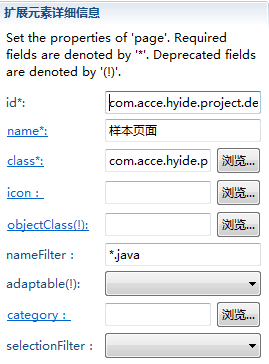 扩展元素详细信息
Set the properties of 'page'. Required
fields are denoted by '*'. Deprecated fields
are denoted by '(!)'.
id*: com.acce.hyide.project.de
name*: 样本页面
class*: com.acce.hyide.p 浏览...
icon： 浏览...
objectClass(!): 浏览...
nameFilter： *.java
adaptable(!):
category： 浏览...
selectionFilter：